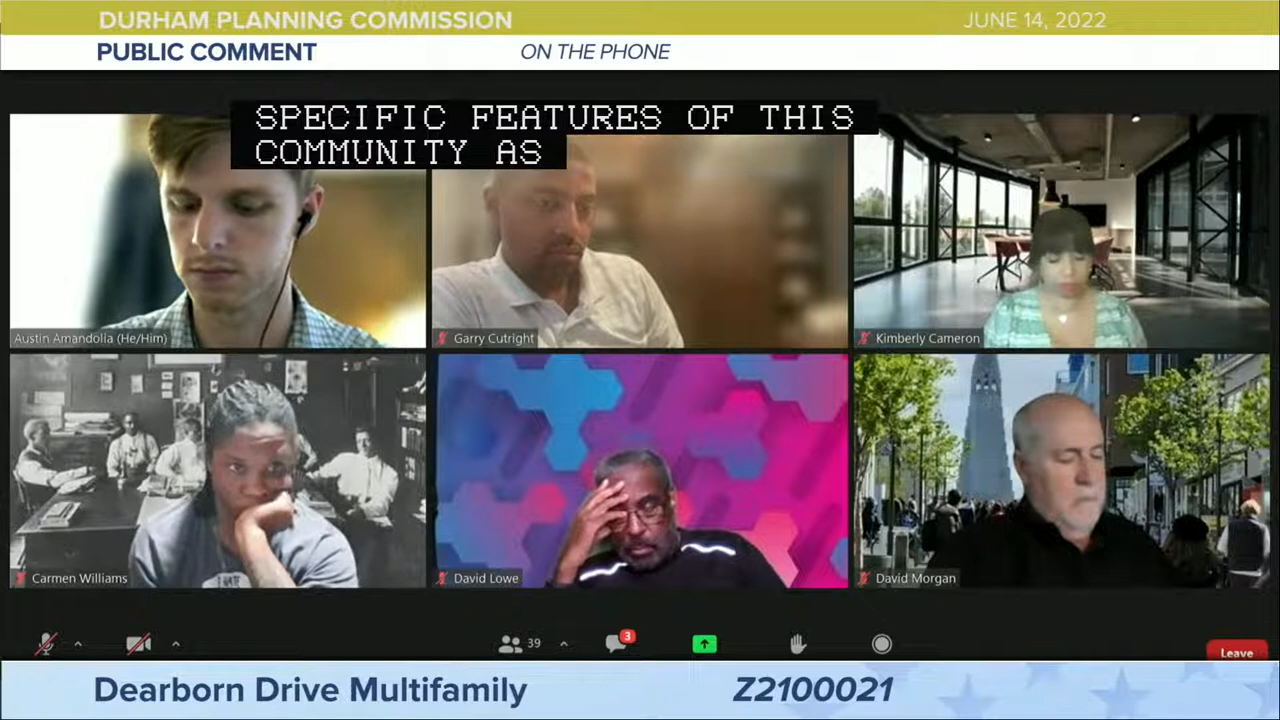 DURHAM PLANNING COMMISSION
JUNE 14, 2022
PUBLIC COMMENT
ON THE PHONE
SPECIFIC FEATURES OF THIS
COMMUNITY AS
Austin Amandolia (He/Him)
Garry Cutright
Kimberly Cameron
Carmen Williams
David Lowe
David Morgan
39
3
Leave
Dearborn Drive Multifamily
Z2100021